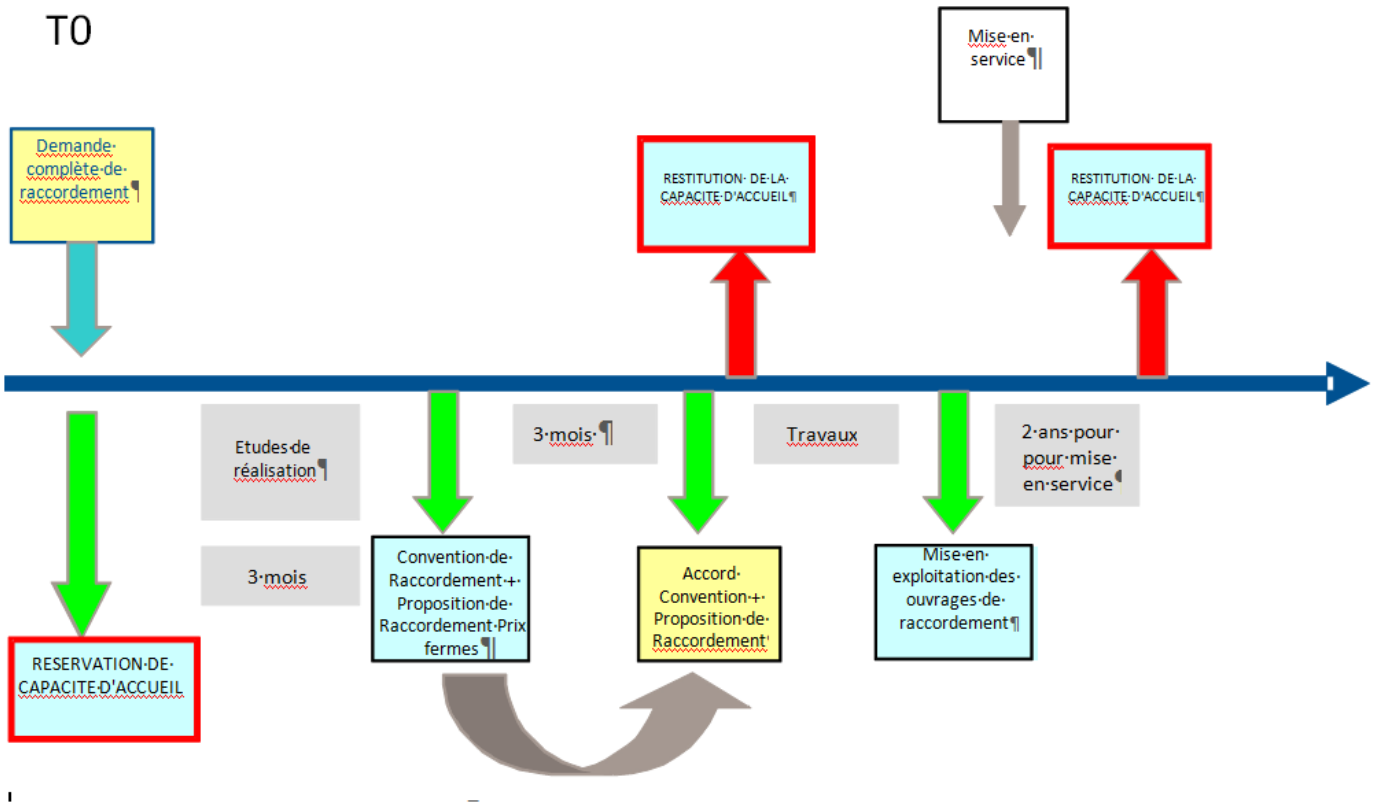 T0
Mise en
service¶
Demande
complète de
raccordement¶
RESTITUTION DE LA
CAPACITE D'ACCUEIL¶
RESTITUTION DE LA
CAPACITE D'ACCUEIL¶
Etudes de
réalisation¶
3 mois ¶
Travaux
2 ans pour
pour mise
en service¶
3 mois
Convention de
Raccordement +
Proposition de
Raccordement Prix
fermes¶
Accord
Convention +
Proposition de
Raccordement
Mise en
exploitation des
ouvrages de
raccordement¶
RESERVATION DE
CAPACITE D'ACCUEIL